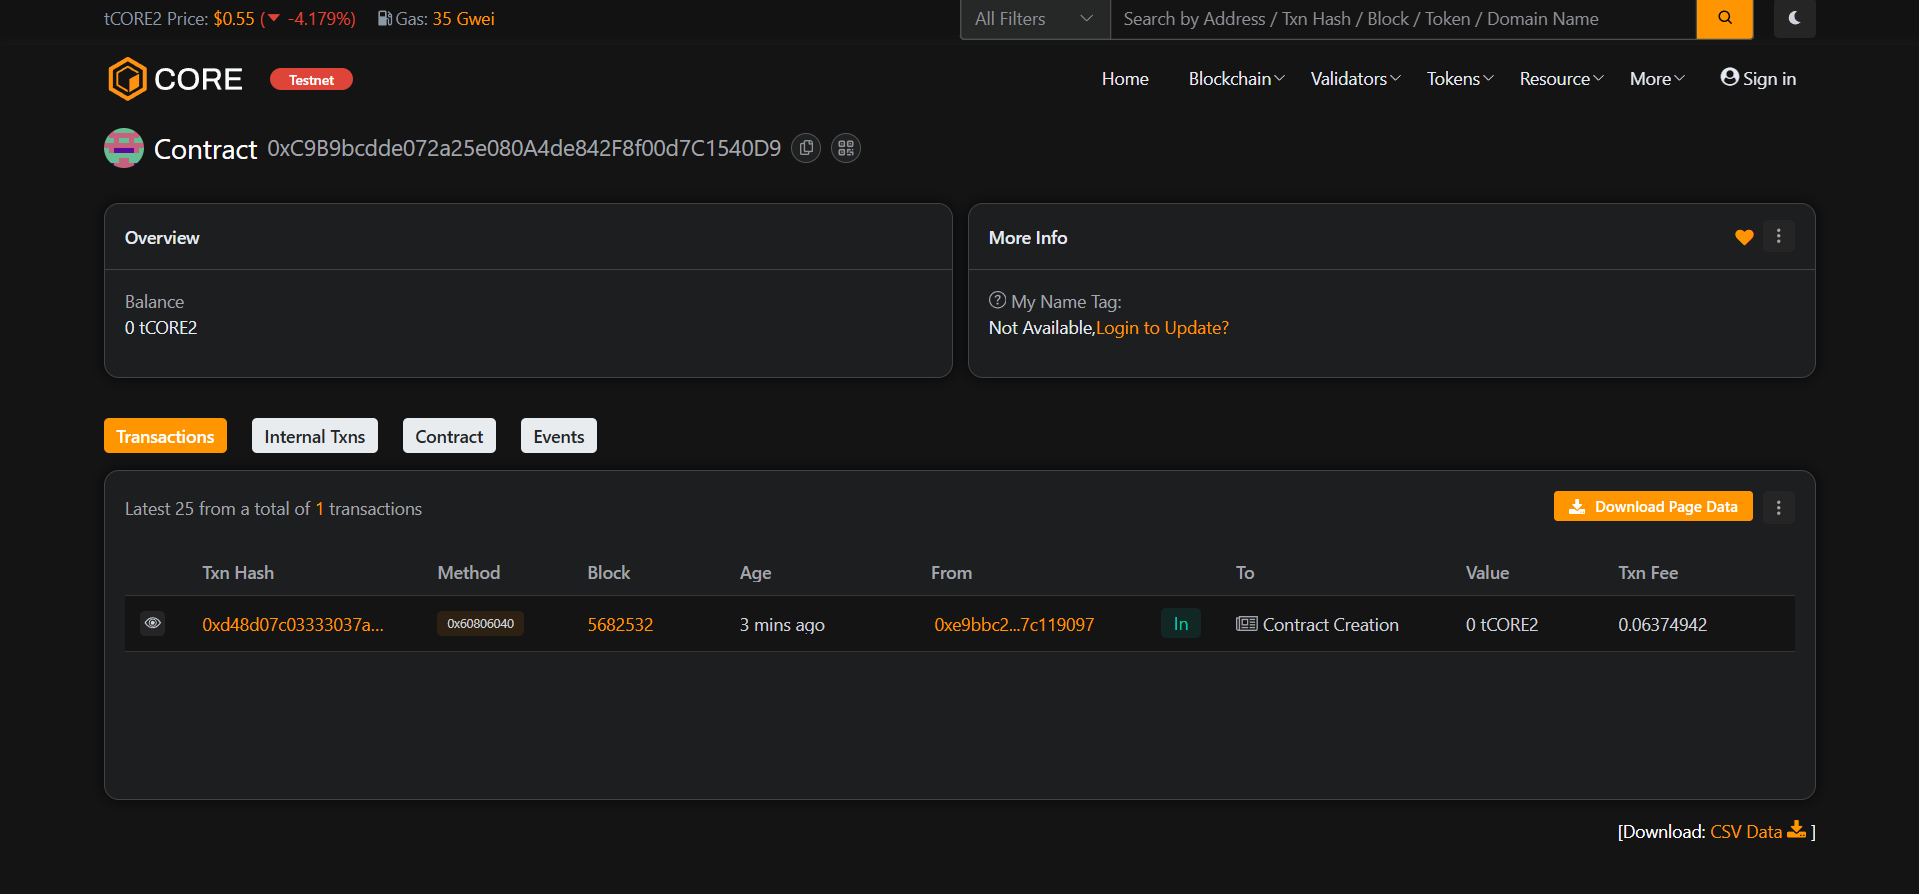 tCORE2 Price: $0.55 (▼ -4.179%) Gas: 35 Gwei
All Filters Search by Address / Txn Hash / Block / Token / Domain Name
CORE Testnet Home Blockchain Validators Tokens Resource More Sign in
Contract 0xC9B9bcdde072a25e080A4de842F8f00d7C1540D9
Overview
Balance
0 tCORE2
More Info
My Name Tag:
Not Available,Login to Update?
Transactions Internal Txns Contract Events
Latest 25 from a total of 1 transactions
Download Page Data
Txn Hash Method Block Age From To Value Txn Fee
0xd48d07c03333037a... 0x60806040 5682532 3 mins ago 0xe9bbc2...7c119097 In Contract Creation 0 tCORE2 0.06374942
[Download: CSV Data ]